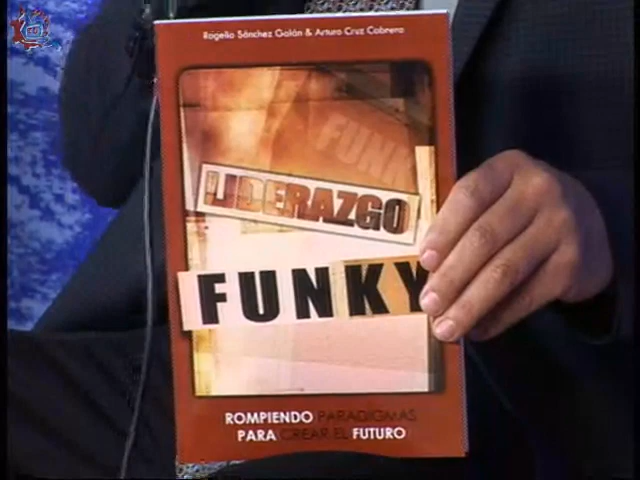 Rogelio Sánchez Galán & Arturo Cruz Cabrera
FUNK
LIDERAZGO
FUNKY
ROMPIENDO PARADIGMAS
PARA CREAR EL FUTURO